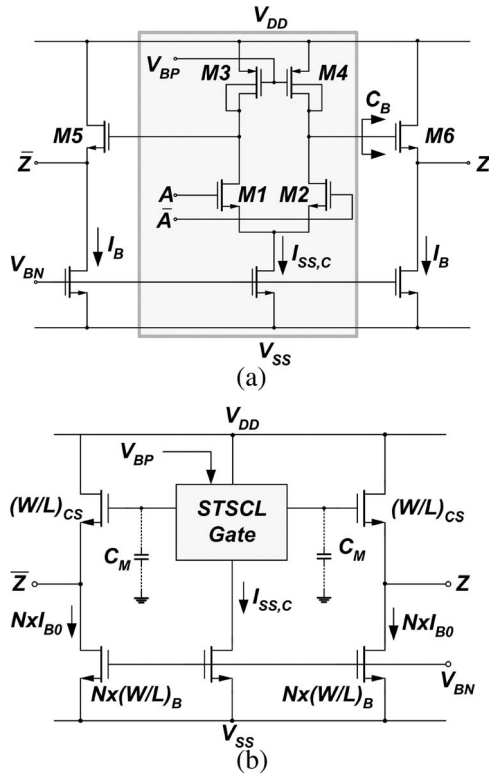 V_DD
V_BP
M3
M4
C_B
M5
M6
Z̅
Z
A
M1
M2
A̅
I_B
I_SS,C
I_B
V_BN
V_SS
(a)
V_DD
V_BP
(W/L)_CS
STSCL
Gate
(W/L)_CS
C_M
C_M
Z̅
I_SS,C
Z
NxI_B0
NxI_B0
Nx(W/L)_B
Nx(W/L)_B
V_BN
V_SS
(b)